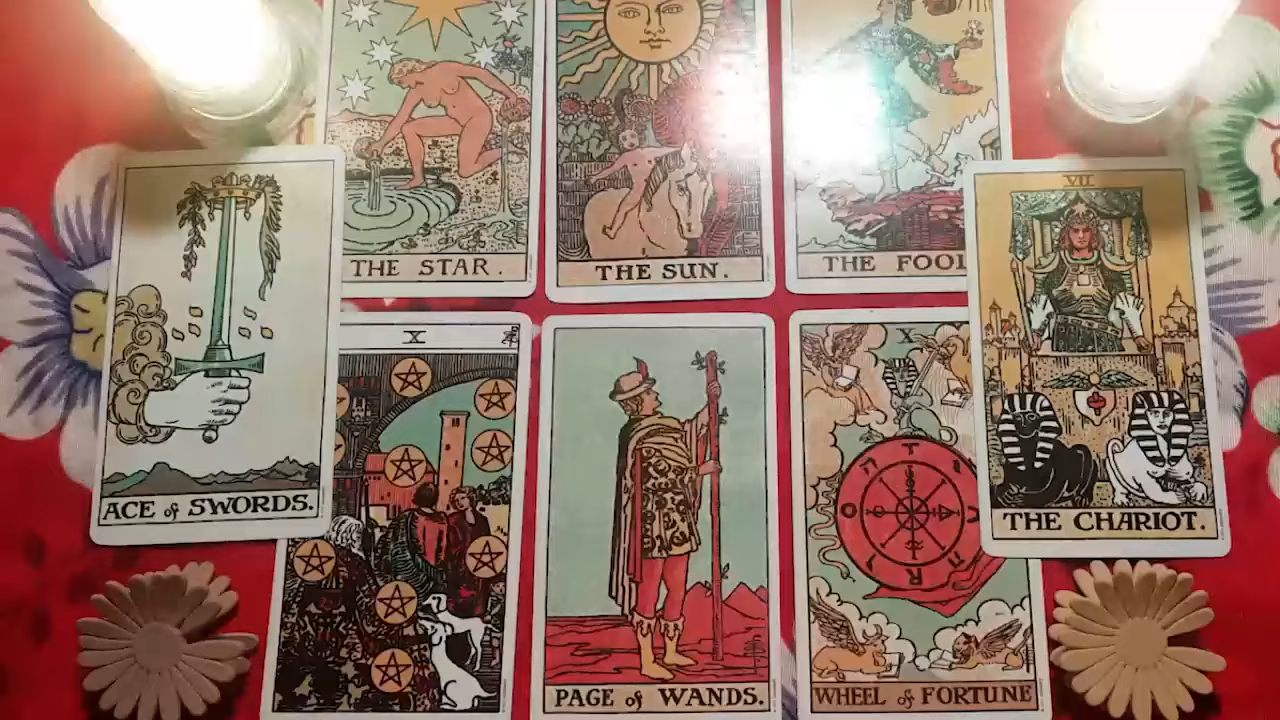 THE STAR.
THE SUN.
THE FOOL
VII
ACE of SWORDS.
THE CHARIOT.
X
PAGE of WANDS.
X
WHEEL of FORTUNE